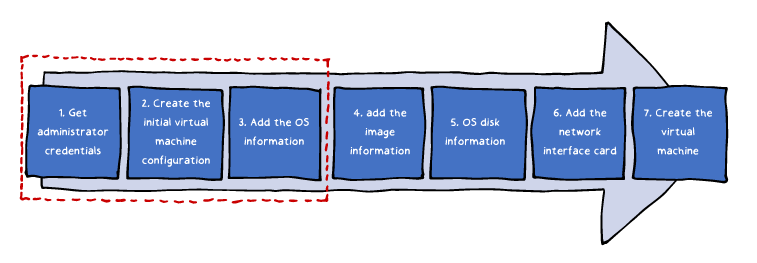 1. Get
administrator
credentials
2. Create the
initial virtual
machine
configuration
3. Add the OS
information
4. add the
image
information
5. OS disk
information
6. Add the
network
interface card
7. Create the
virtual
machine